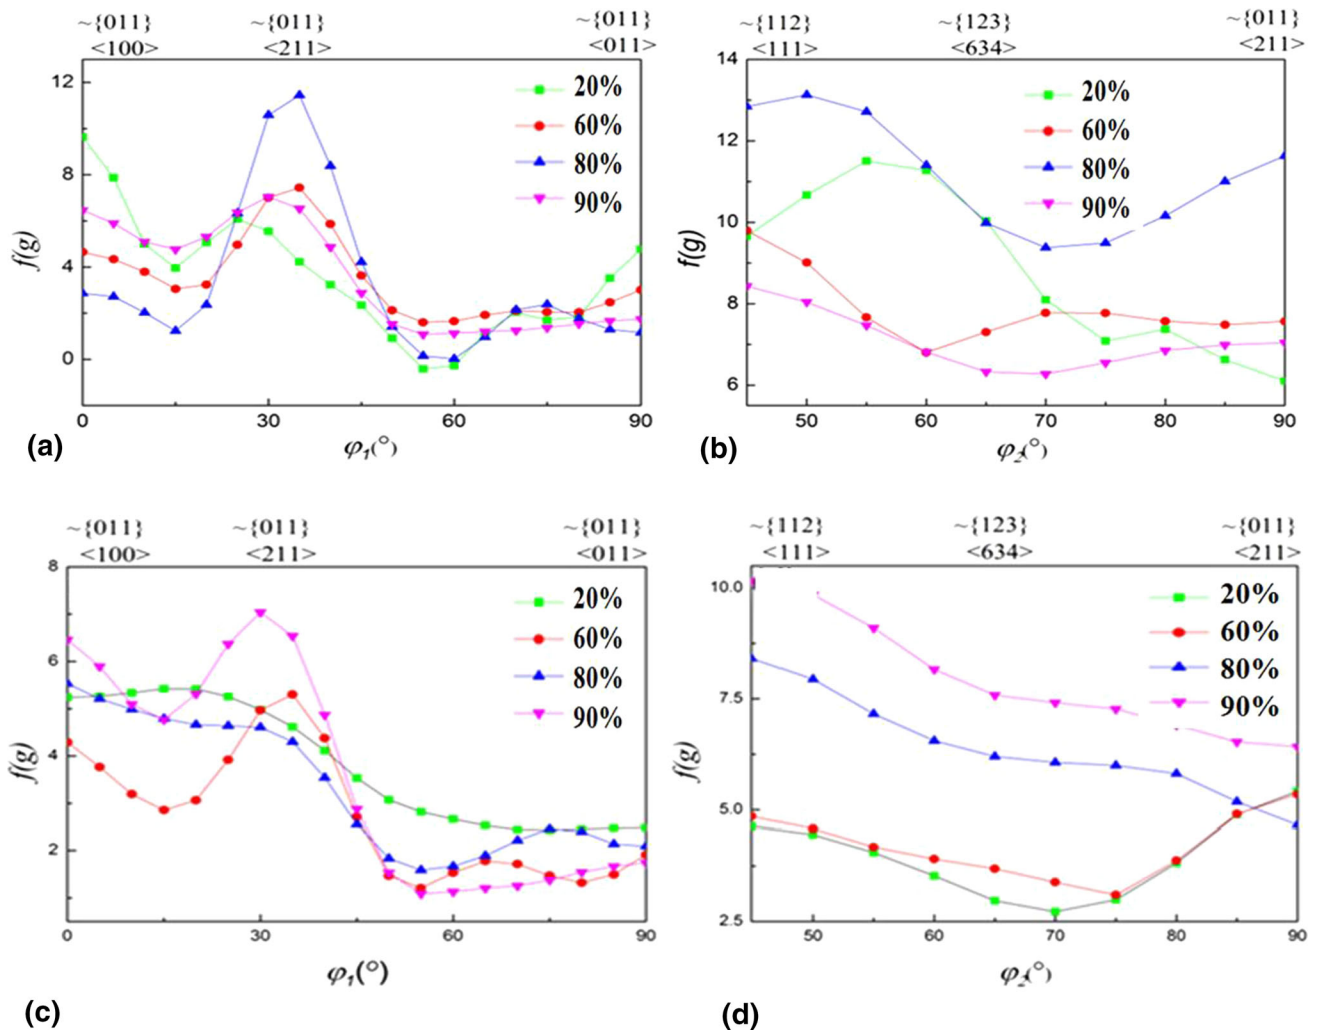 ~{011} ~{011} ~{011}
<100> <211> <011>
12
8
4
0
f(g)
20%
60%
80%
90%
0 30 60 90
φ1(°)
(a)
~{112} ~{123} ~{011}
<111> <634> <211>
14
12
10
8
6
f(g)
20%
60%
80%
90%
50 60 70 80 90
φ2(°)
(b)
~{011} ~{011} ~{011}
<100> <211> <011>
8
6
4
2
f(g)
20%
60%
80%
90%
0 30 60 90
φ1(°)
(c)
~{112} ~{123} ~{011}
<111> <634> <211>
10.0
7.5
5.0
2.5
f(g)
20%
60%
80%
90%
50 60 70 80 90
φ2(°)
(d)